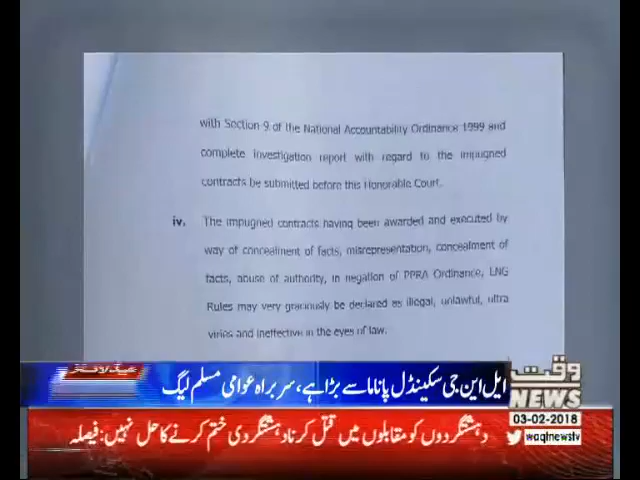 with Section 9 of the National Accountability Ordinance 1999 and
complete investigation report with regard to the impugned
contracts be submitted before this Honorable Court.
iv. The impugned contracts having been awarded and executed by
way of concealment of facts, misrepresentation, concealment of
facts, abuse of authority, in negation of PPRA Ordinance, LNG
Rules may very graciously be declared as illegal, unlawful, ultra
viries and ineffective in the eyes of law.
ایل این جی سکینڈل پاناما سے بڑا ہے، سربراہ عوامی مسلم لیگ
وقت
NEWS
03-02-2018
waqtnewstv
دہشتگردوں کو مقابلوں میں قتل کرنا دہشتگردی ختم کرنے کا حل نہیں: فیصلہ